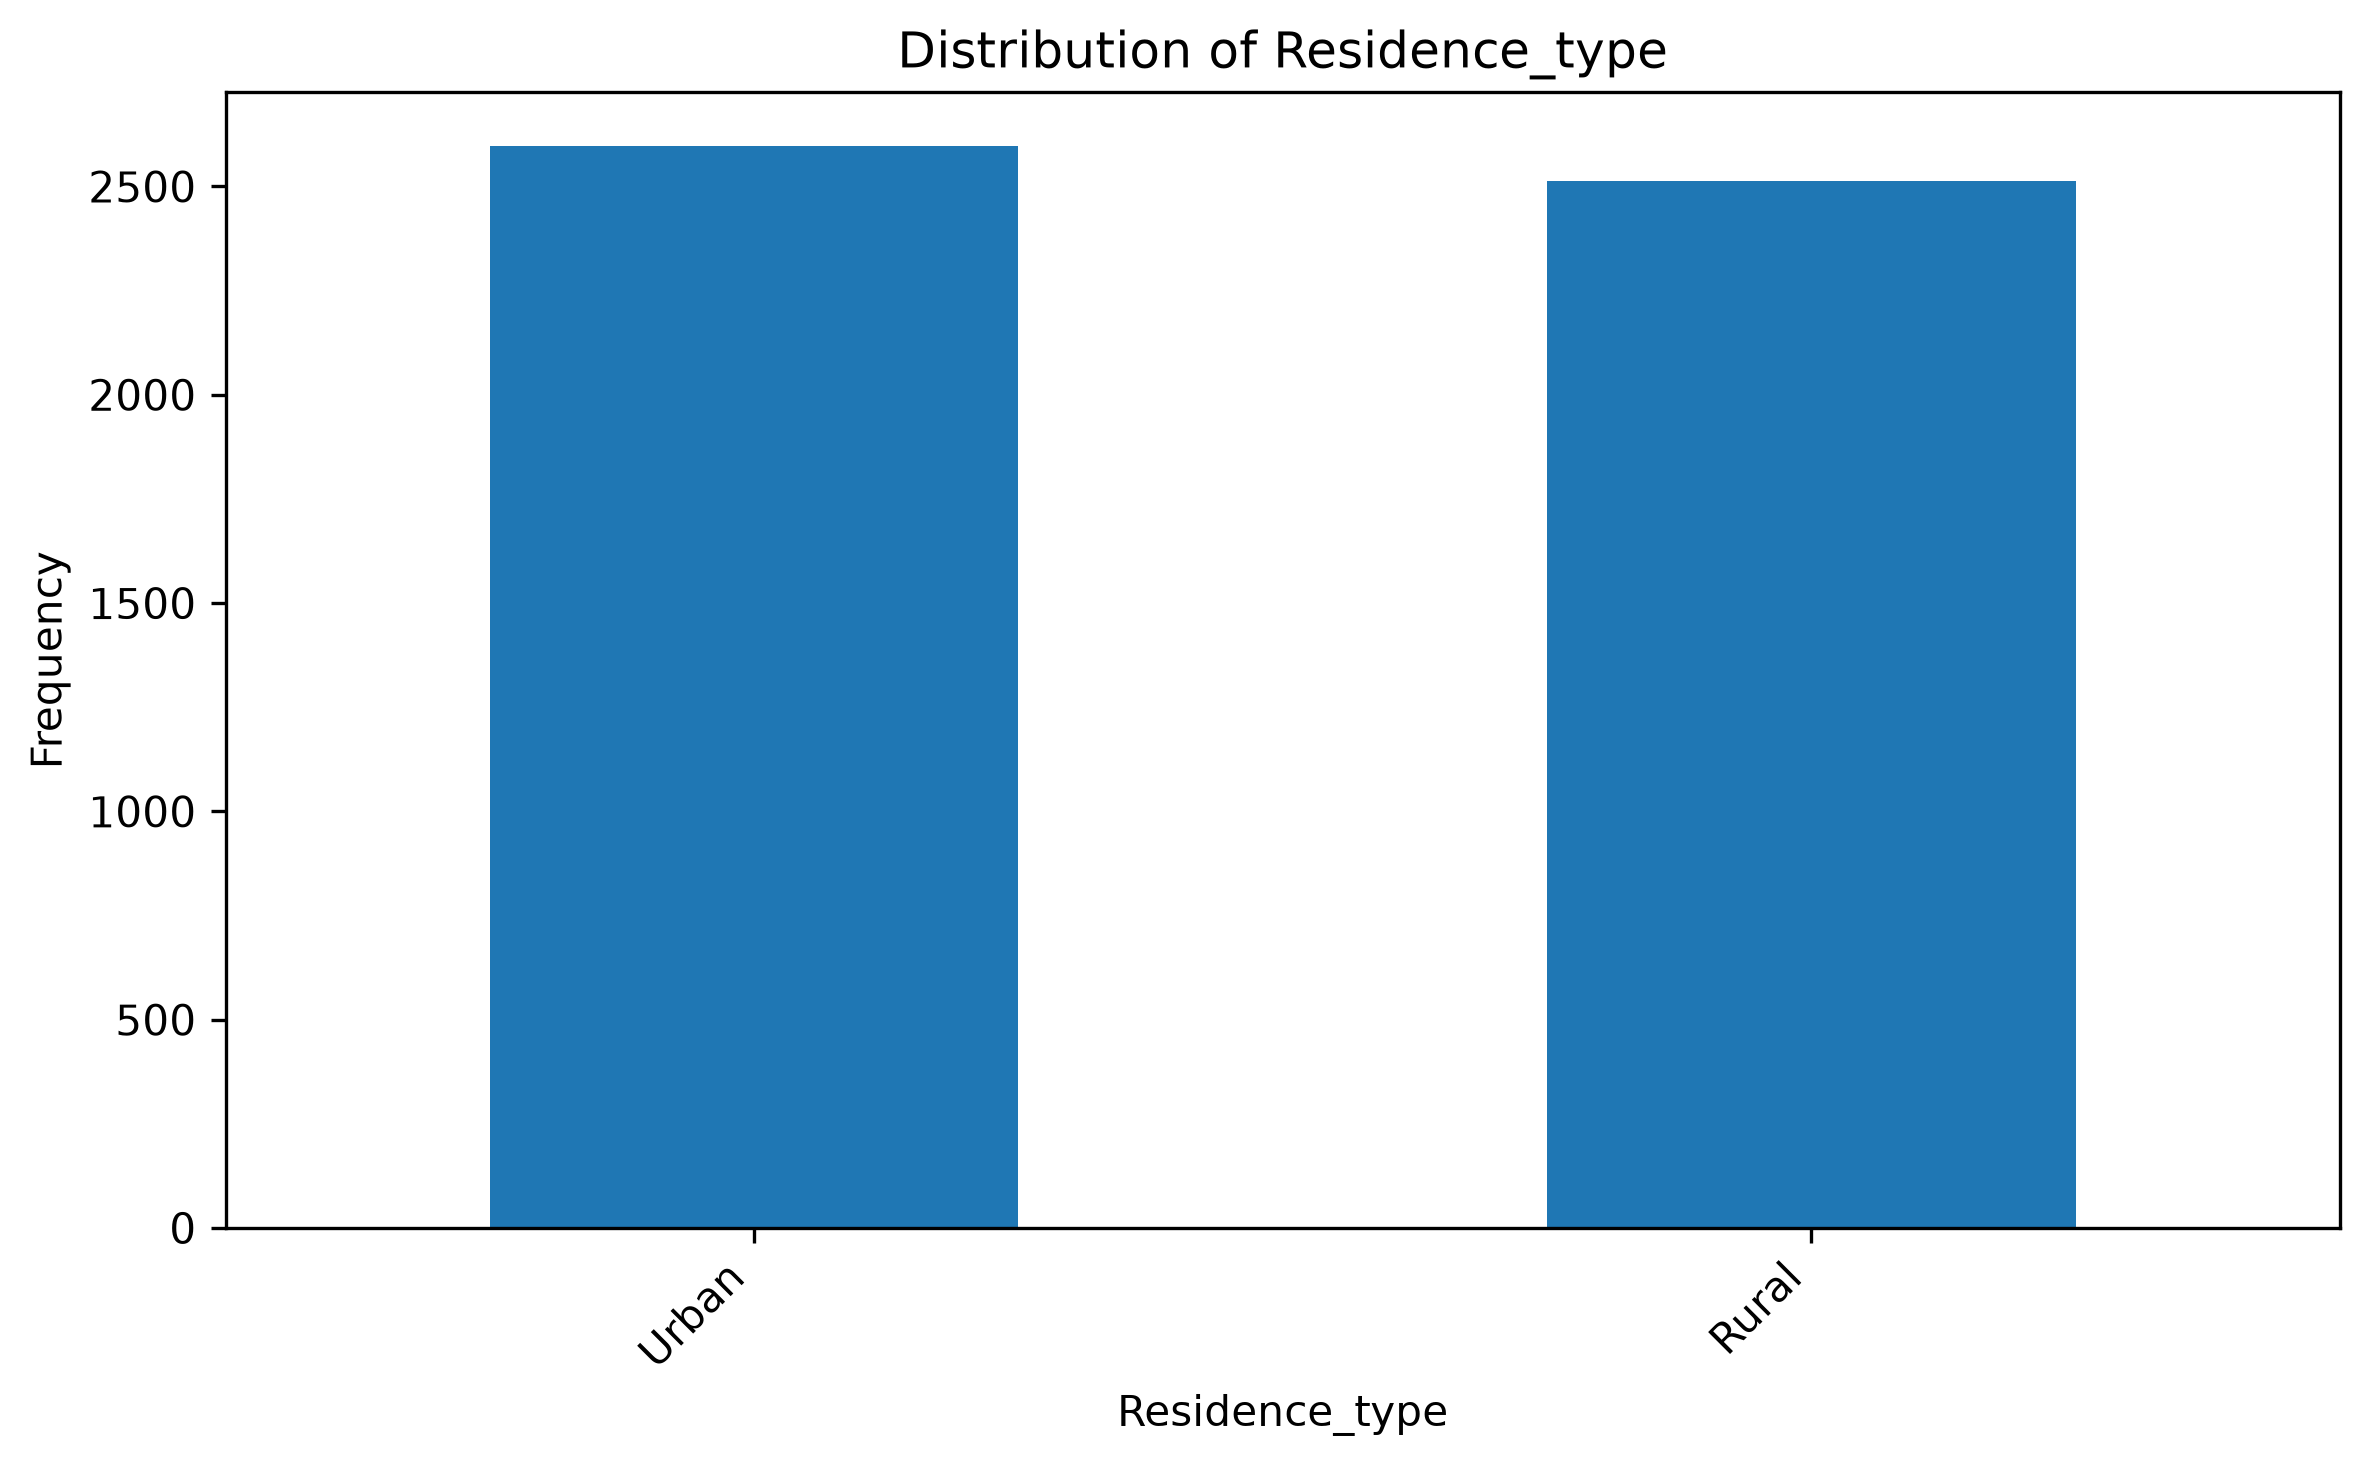 Distribution of Residence_type
Frequency
2500
2000
1500
1000
500
0
Urban
Rural
Residence_type